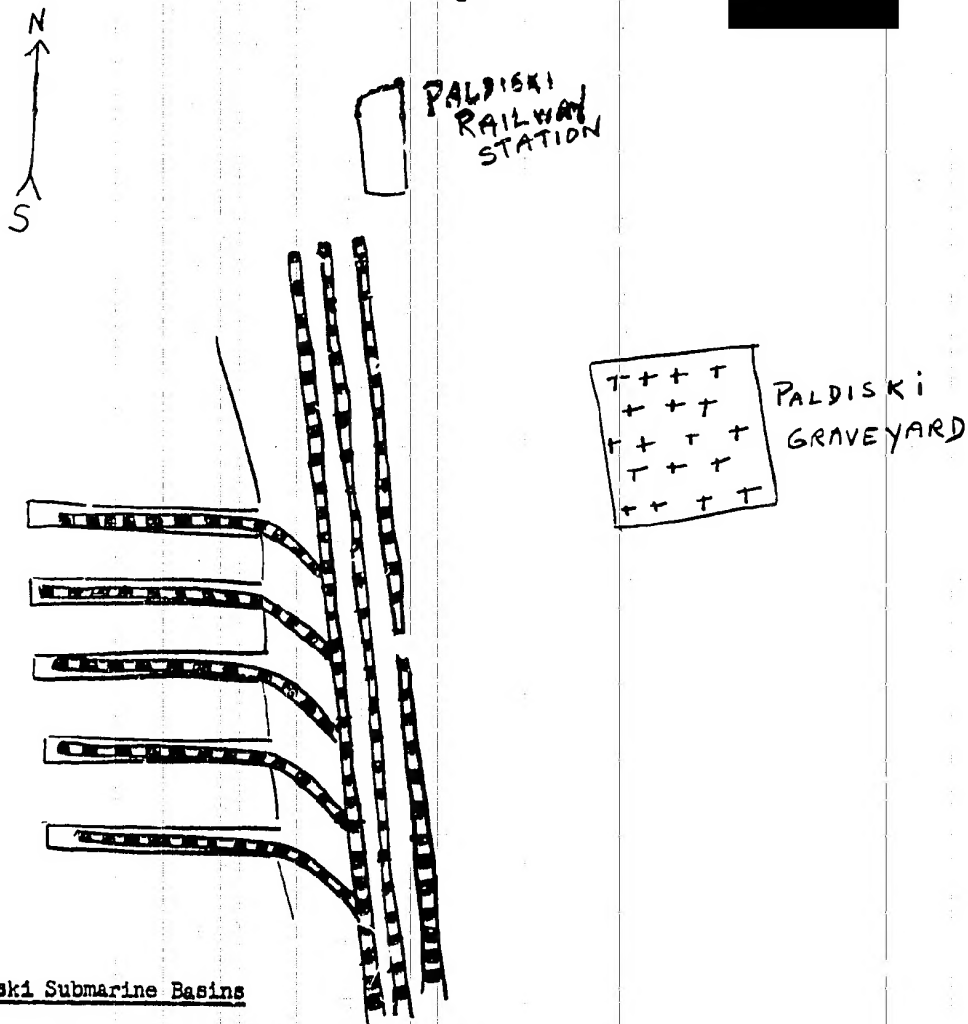 N
S
PALDISKI
RAILWAY
STATION
PALDISKI
GRAVEYARD
ski Submarine Basins